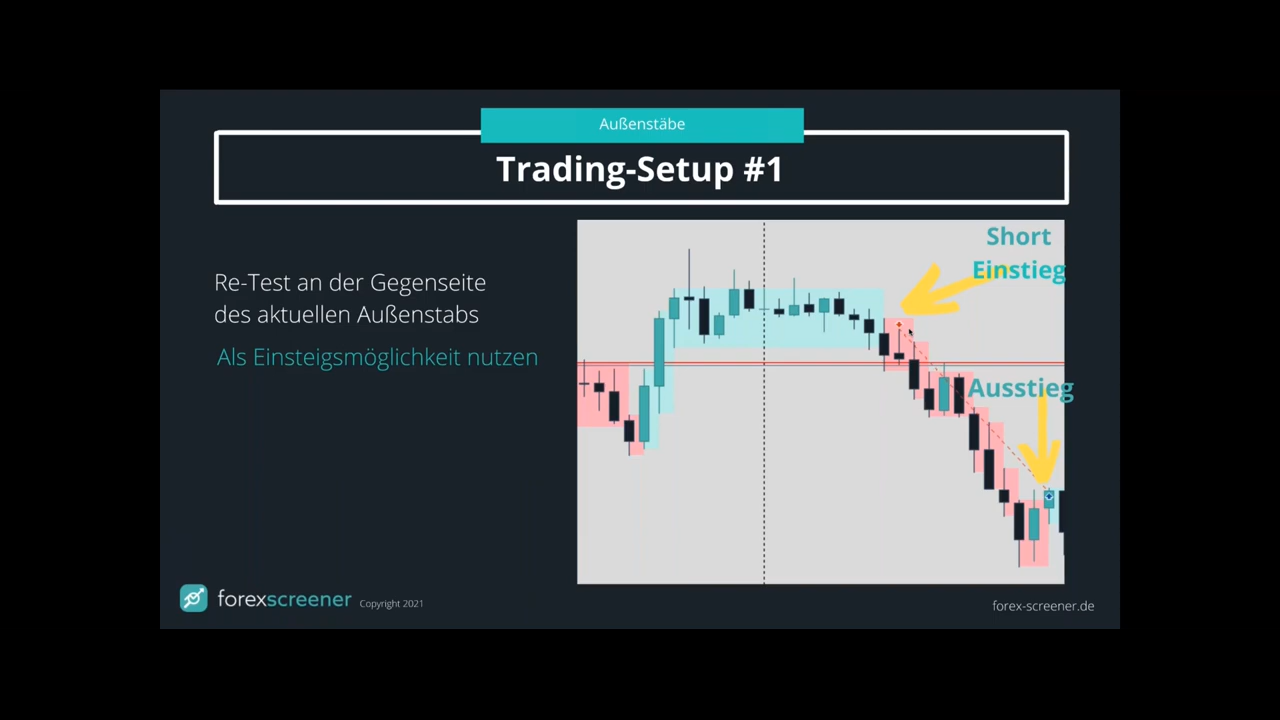 Außenstäbe
Trading-Setup #1
Re-Test an der Gegenseite
des aktuellen Außenstabs
Als Einsteigsmöglichkeit nutzen
Short
Einstieg
Ausstieg
forexscreener Copyright 2021
forex-screener.de